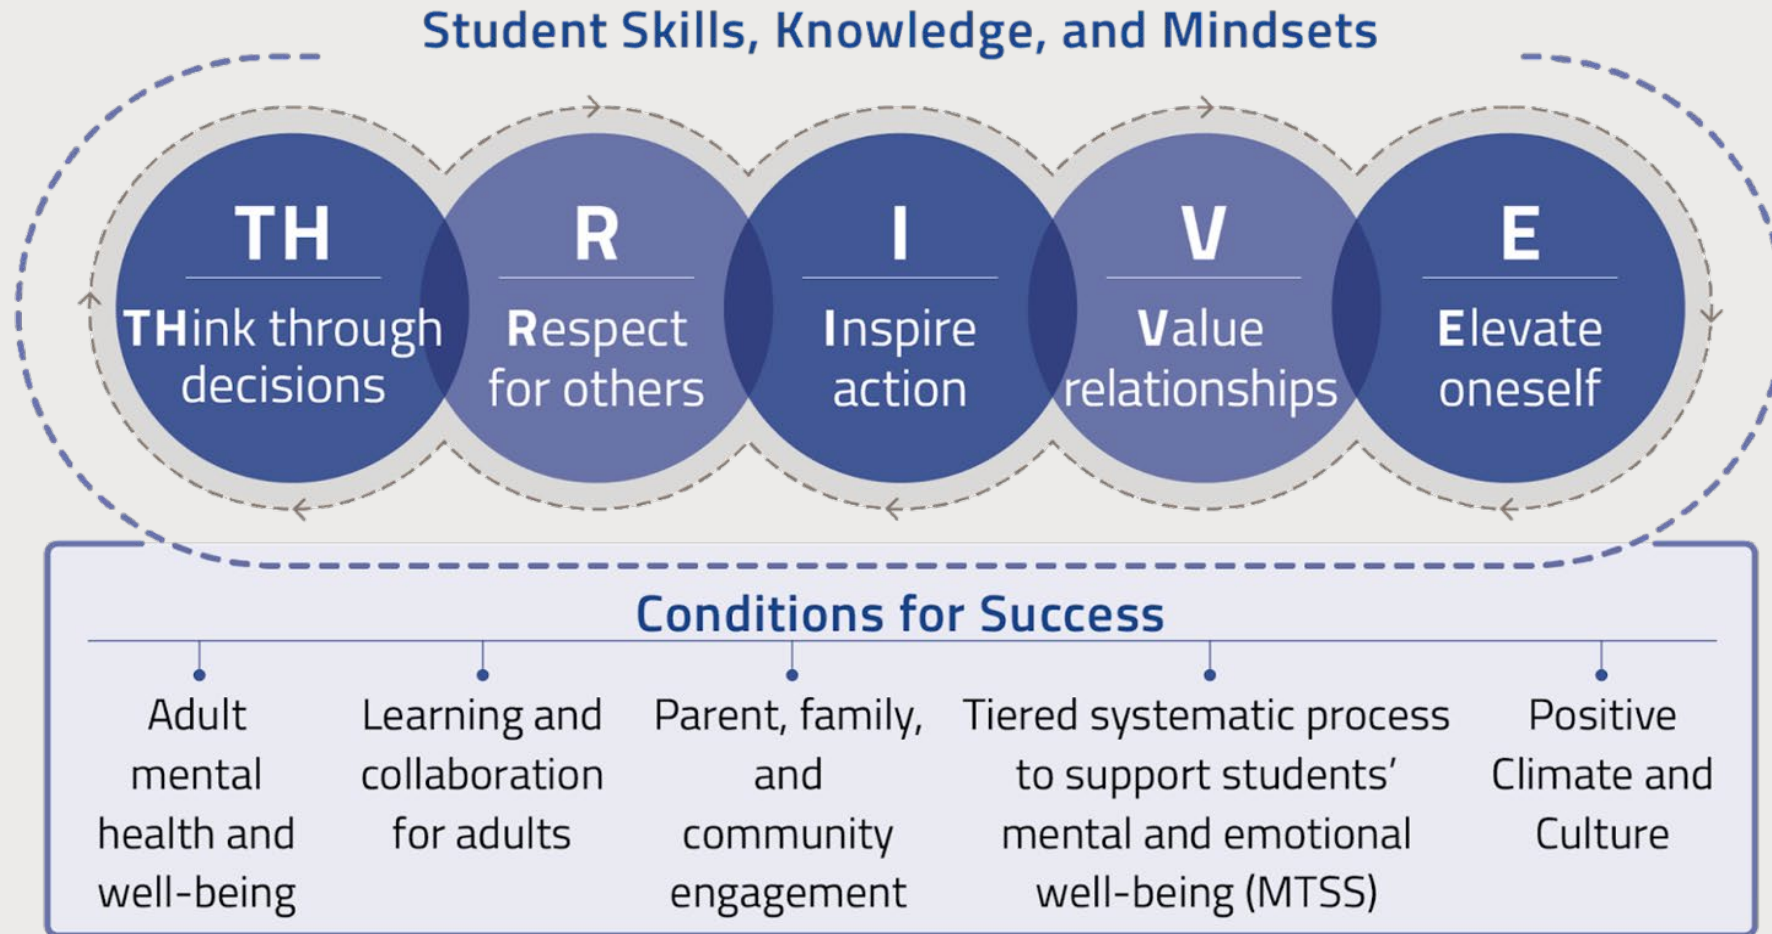 Student Skills, Knowledge, and Mindsets
TH
THink through
decisions
R
Respect
for others
I
Inspire
action
V
Value
relationships
E
Elevate
oneself
Conditions for Success
Adult
mental
health and
well-being
Learning and
collaboration
for adults
Parent, family,
and
community
engagement
Tiered systematic process
to support students’
mental and emotional
well-being (MTSS)
Positive
Climate and
Culture